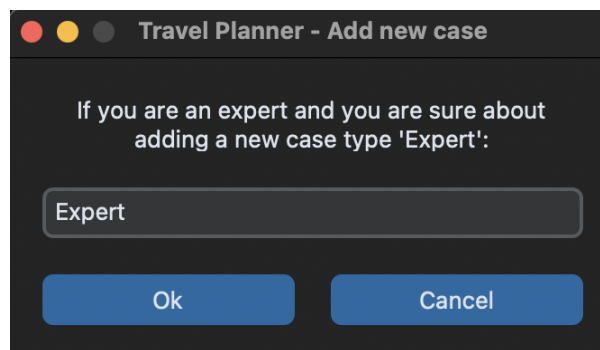 Travel Planner - Add new case
If you are an expert and you are sure about
adding a new case type 'Expert':
Expert
Ok
Cancel